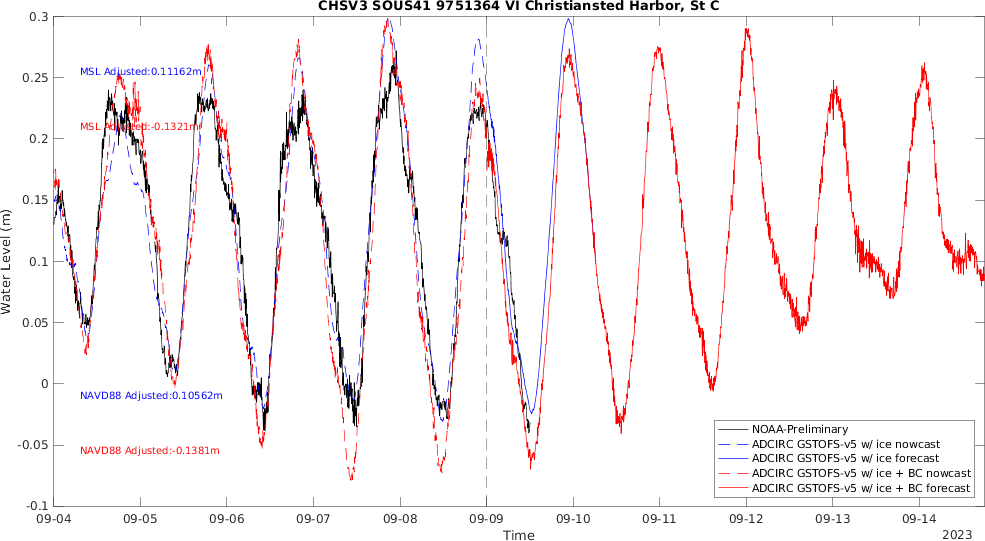 CHSV3 SOUS41 9751364 VI Christiansted Harbor, St C
0.3
0.25
0.2
0.15
0.1
0.05
0
-0.05
-0.1
Water Level (m)
MSL Adjusted:0.11162m
MSL Adjusted:-0.1321m
NAVD88 Adjusted:0.10562m
NAVD88 Adjusted:-0.1381m
NOAA-Preliminary
ADCIRC GSTOFS-v5 w/ ice nowcast
ADCIRC GSTOFS-v5 w/ ice forecast
ADCIRC GSTOFS-v5 w/ ice + BC nowcast
ADCIRC GSTOFS-v5 w/ ice + BC forecast
09-04 09-05 09-06 09-07 09-08 09-09 09-10 09-11 09-12 09-13 09-14
Time
2023